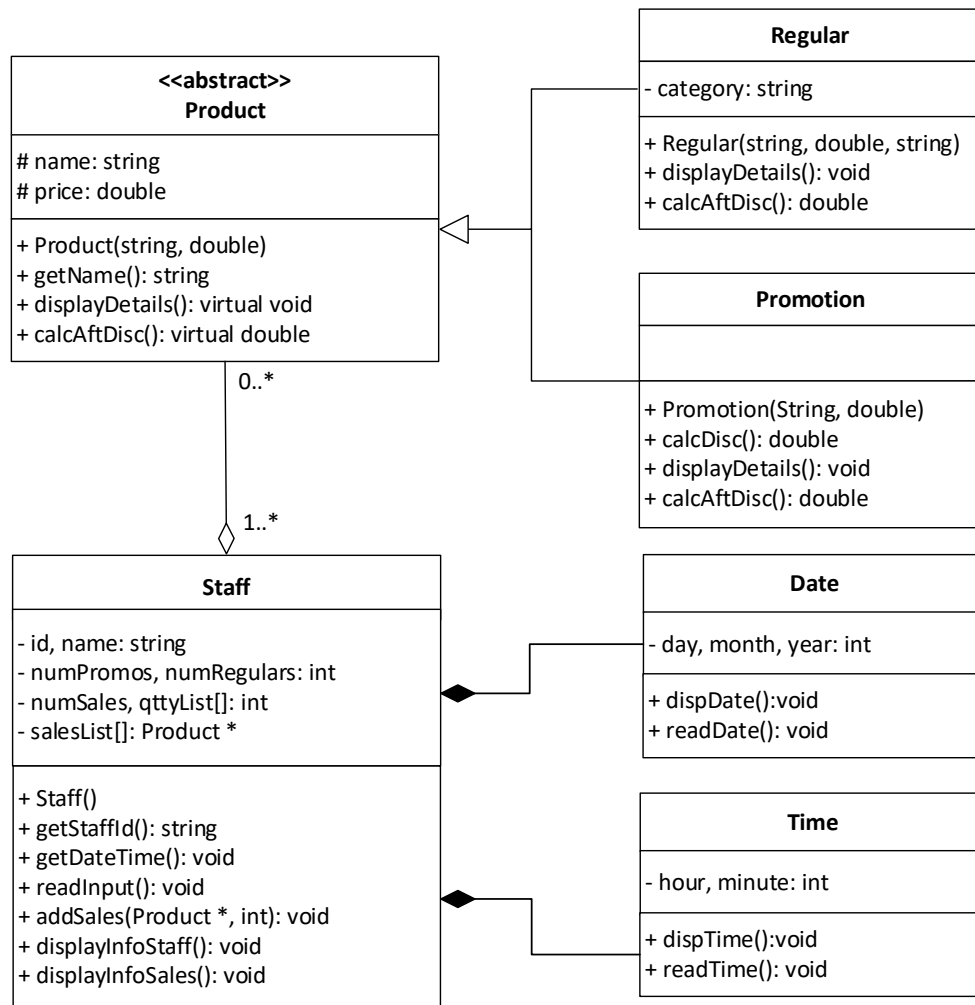 <<abstract>>
Product
# name: string
# price: double
+ Product(string, double)
+ getName(): string
+ displayDetails(): virtual void
+ calcAftDisc(): virtual double
Regular
- category: string
+ Regular(string, double, string)
+ displayDetails(): void
+ calcAftDisc(): double
Promotion
+ Promotion(String, double)
+ calcDisc(): double
+ displayDetails(): void
+ calcAftDisc(): double
0..*
1..*
Staff
- id, name: string
- numPromos, numRegulars: int
- numSales, qttyList[]: int
- salesList[]: Product *
+ Staff()
+ getStaffId(): string
+ getDateTime(): void
+ readInput(): void
+ addSales(Product *, int): void
+ displayInfoStaff(): void
+ displayInfoSales(): void
Date
- day, month, year: int
+ dispDate():void
+ readDate(): void
Time
- hour, minute: int
+ dispTime():void
+ readTime(): void